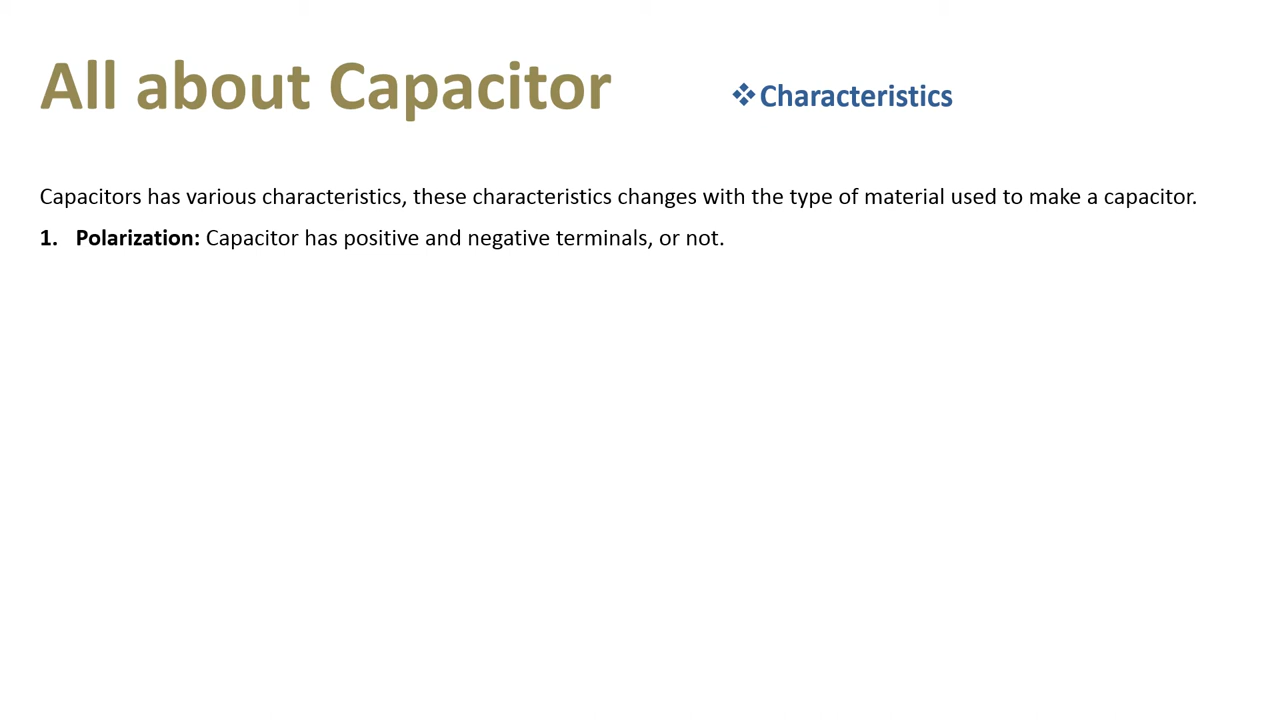 All about Capacitor
❖Characteristics
Capacitors has various characteristics, these characteristics changes with the type of material used to make a capacitor.
1. Polarization: Capacitor has positive and negative terminals, or not.